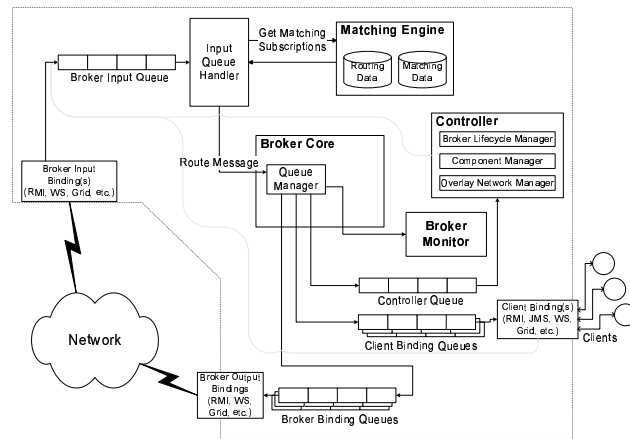 Get Matching
Subscriptions
Matching Engine
Routing
Data
Matching
Data
Input
Queue
Handler
Broker Input Queue
Controller
Broker Lifecycle Manager
Component Manager
Overlay Network Manager
Broker Core
Route Message
Queue
Manager
Broker Input
Binding(s)
(RMI, WS, Grid, etc.)
Broker
Monitor
Controller Queue
Client Binding(s)
(RMI, JMS, WS,
Grid, etc.)
Clients
Client Binding Queues
Network
Broker Output
Bindings
(RMI, WS,
Grid, etc.)
Broker Binding Queues